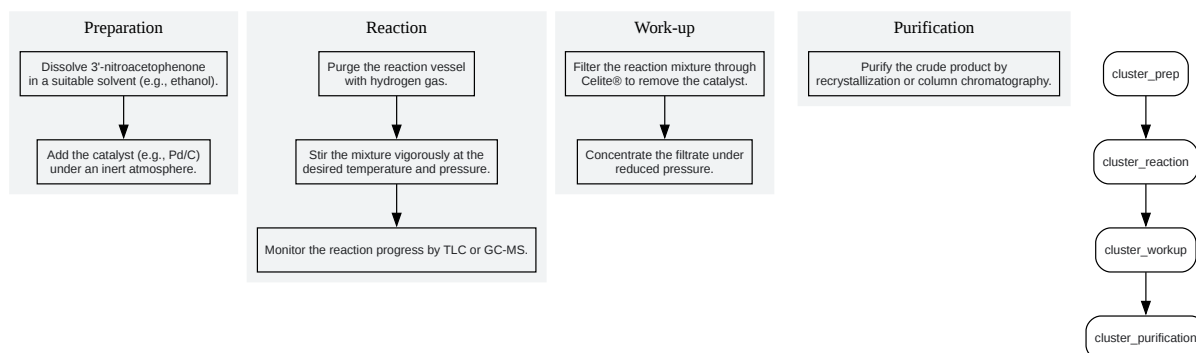 Preparation
Dissolve 3'-nitroacetophenone
in a suitable solvent (e.g., ethanol).
Add the catalyst (e.g., Pd/C)
under an inert atmosphere.
Reaction
Purge the reaction vessel
with hydrogen gas.
Stir the mixture vigorously at the
desired temperature and pressure.
Monitor the reaction progress by TLC or GC-MS.
Work-up
Filter the reaction mixture through
Celite® to remove the catalyst.
Concentrate the filtrate under
reduced pressure.
Purification
Purify the crude product by
recrystallization or column chromatography.
cluster_prep
cluster_reaction
cluster_workup
cluster_purification